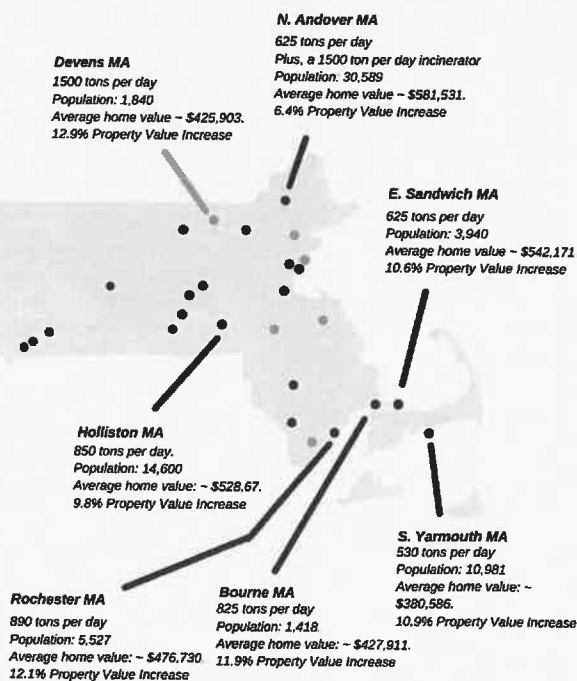 N. Andover MA
625 tons per day
Plus, a 1500 ton per day incinerator
Population: 30,589
Average home value ~ $581,531.
6.4% Property Value Increase
Devens MA
1500 tons per day
Population: 1,840
Average home value ~ $425,903.
12.9% Property Value Increase
E. Sandwich MA
625 tons per day
Population: 3,940
Average home value ~ $542,171
10.6% Property Value Increase
Holliston MA
850 tons per day.
Population: 14,600
Average home value: ~ $528,67.
9.8% Property Value Increase
S. Yarmouth MA
530 tons per day
Population: 10,981
Average home value: ~
$380,586.
10.9% Property Value Increase
Rochester MA
890 tons per day
Population: 5,527
Average home value: ~ $476,730
12.1% Property Value Increase
Bourne MA
825 tons per day
Population: 1,418.
Average home value: ~ $427,911.
11.9% Property Value Increase